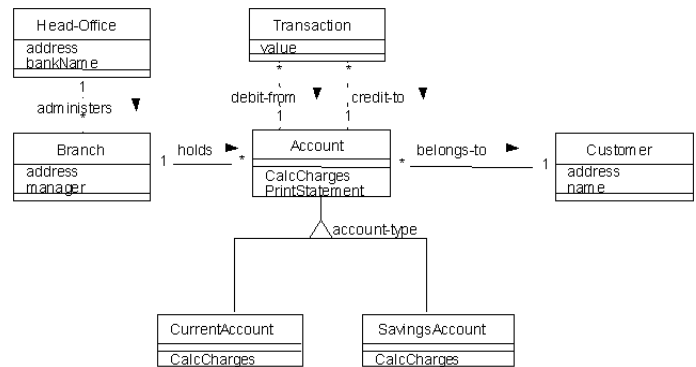 Head-Office
address
bankName
Transaction
value
1
administers
*
*
*
debit-from
credit-to
1
1
Branch
address
manager
1
holds
*
Account
CalcCharges
PrintStatement
*
belongs-to
1
Customer
address
name
account-type
CurrentAccount
CalcCharges
SavingsAccount
CalcCharges